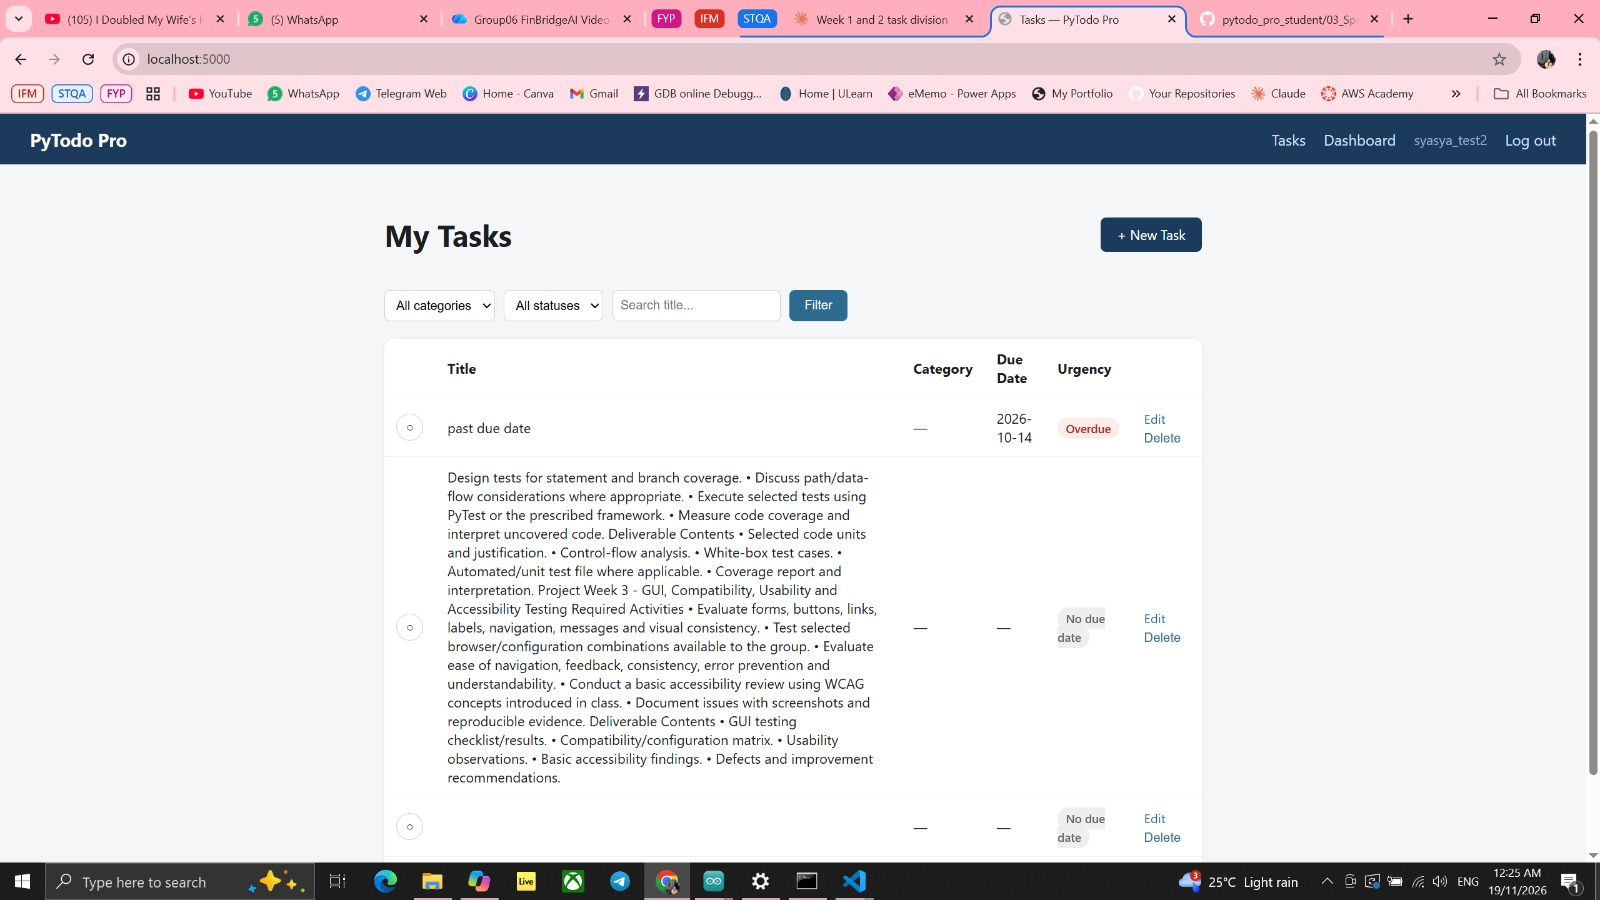 (105) I Doubled My Wife's F
(5) WhatsApp
Group06 FinBridgeAI Video
FYP
IFM
STQA
Week 1 and 2 task division
Tasks — PyTodo Pro
pytodo_pro_student/03_Spe
localhost:5000
IFM
STQA
FYP
YouTube
WhatsApp
Telegram Web
Home - Canva
Gmail
GDB online Debugg...
Home | ULearn
eMemo - Power Apps
My Portfolio
Your Repositories
Claude
AWS Academy
All Bookmarks
PyTodo Pro
Tasks
Dashboard
syasya_test2
Log out
My Tasks
+ New Task
All categories
All statuses
Search title...
Filter
Title
Category
Due
Date
Urgency
past due date
—
2026-
10-14
Overdue
Edit
Delete
Design tests for statement and branch coverage. • Discuss path/data-
flow considerations where appropriate. • Execute selected tests using
PyTest or the prescribed framework. • Measure code coverage and
interpret uncovered code. Deliverable Contents • Selected code units
and justification. • Control-flow analysis. • White-box test cases. •
Automated/unit test file where applicable. • Coverage report and
interpretation. Project Week 3 - GUI, Compatibility, Usability and
Accessibility Testing Required Activities • Evaluate forms, buttons, links,
labels, navigation, messages and visual consistency. • Test selected
browser/configuration combinations available to the group. • Evaluate
ease of navigation, feedback, consistency, error prevention and
understandability. • Conduct a basic accessibility review using WCAG
concepts introduced in class. • Document issues with screenshots and
reproducible evidence. Deliverable Contents • GUI testing
checklist/results. • Compatibility/configuration matrix. • Usability
observations. • Basic accessibility findings. • Defects and improvement
recommendations.
—
—
No due
date
Edit
Delete
—
—
No due
date
Edit
Delete
Type here to search
Live
3
25°C Light rain
ENG
12:25 AM
19/11/2026
1